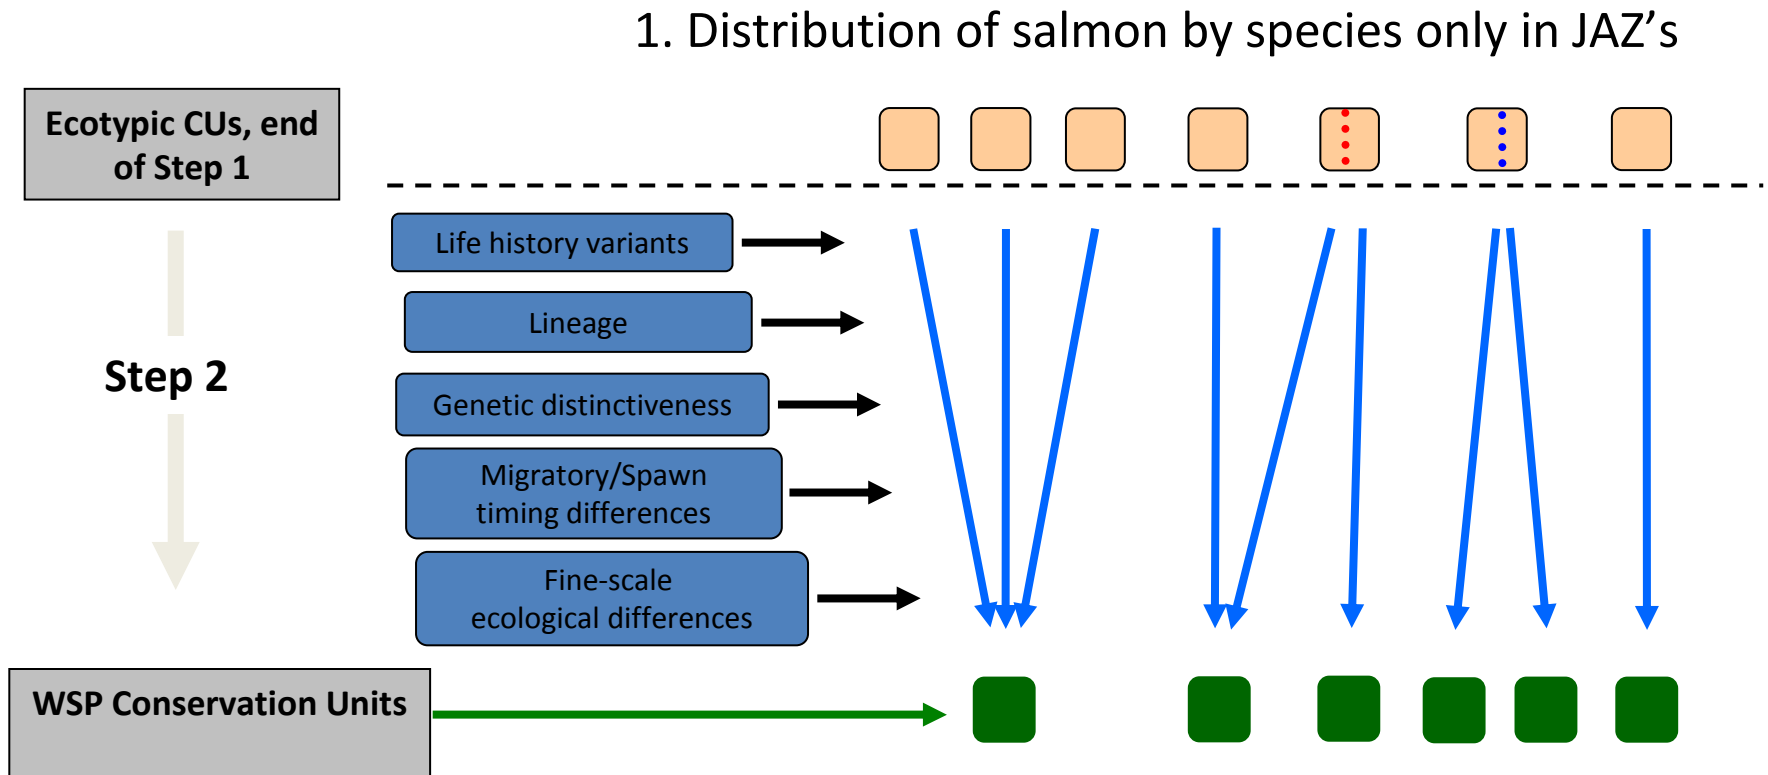 1. Distribution of salmon by species only in JAZ’s
Ecotypic CUs, end
of Step 1
Life history variants
Lineage
Step 2
Genetic distinctiveness
Migratory/Spawn
timing differences
Fine-scale
ecological differences
WSP Conservation Units